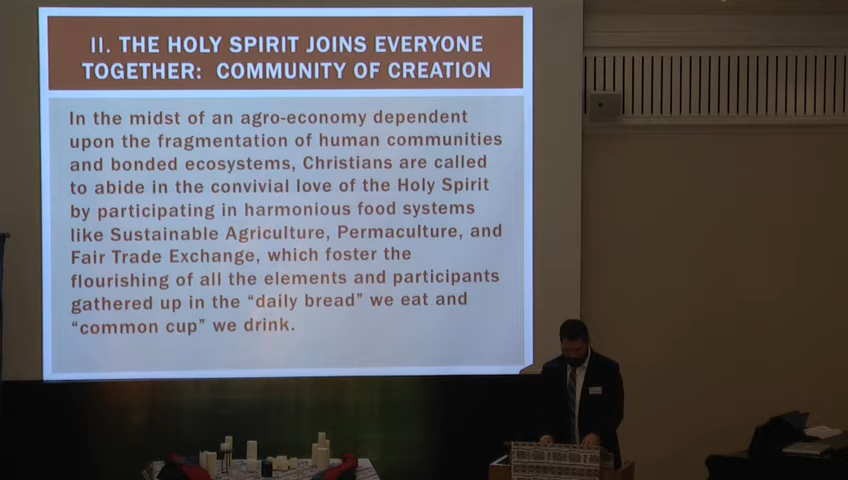 II. THE HOLY SPIRIT JOINS EVERYONE
TOGETHER: COMMUNITY OF CREATION
In the midst of an agro-economy dependent
upon the fragmentation of human communities
and bonded ecosystems, Christians are called
to abide in the convivial love of the Holy Spirit
by participating in harmonious food systems
like Sustainable Agriculture, Permaculture, and
Fair Trade Exchange, which foster the
flourishing of all the elements and participants
gathered up in the “daily bread” we eat and
“common cup” we drink.